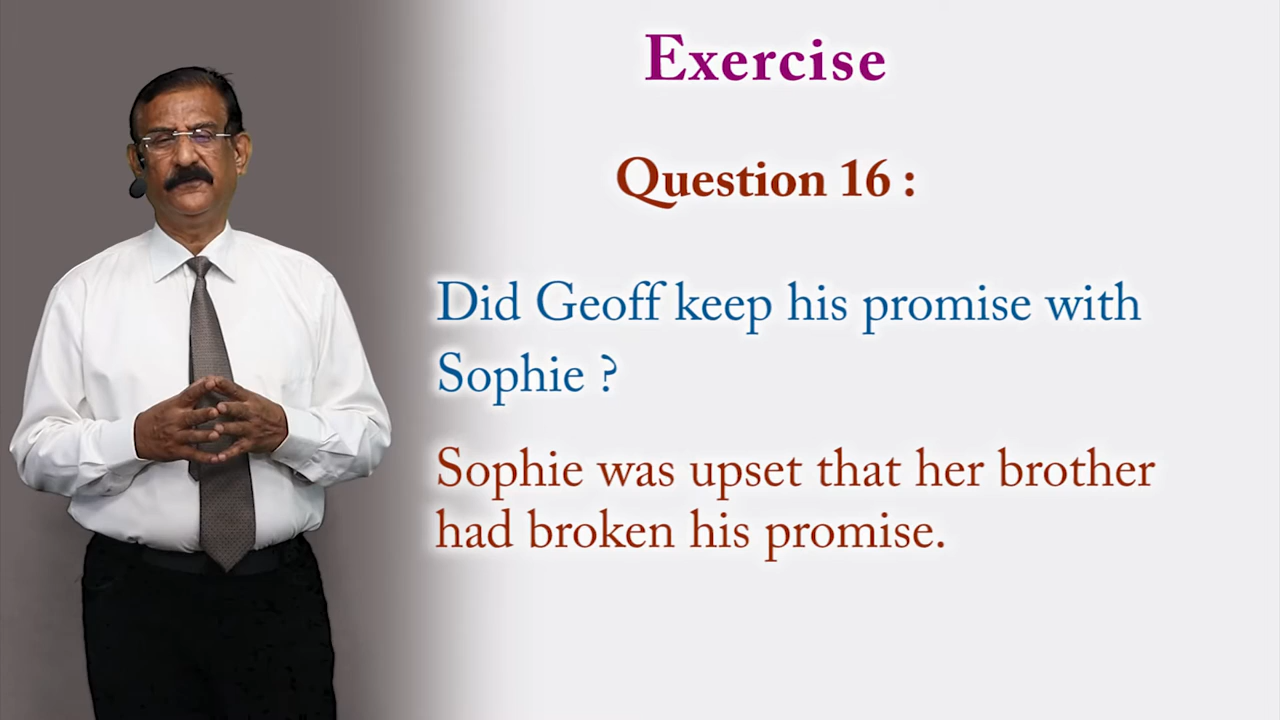 Exercise
Question 16 :
Did Geoff keep his promise with
Sophie ?
Sophie was upset that her brother
had broken his promise.